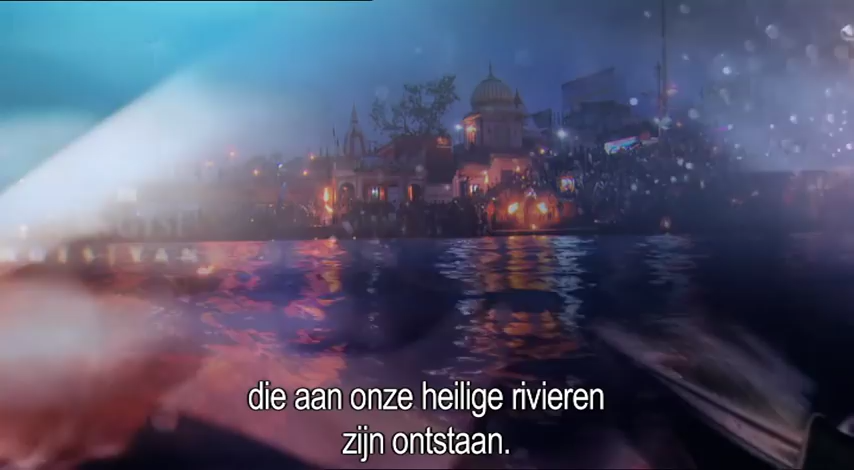 die aan onze heilige rivieren
zijn ontstaan.